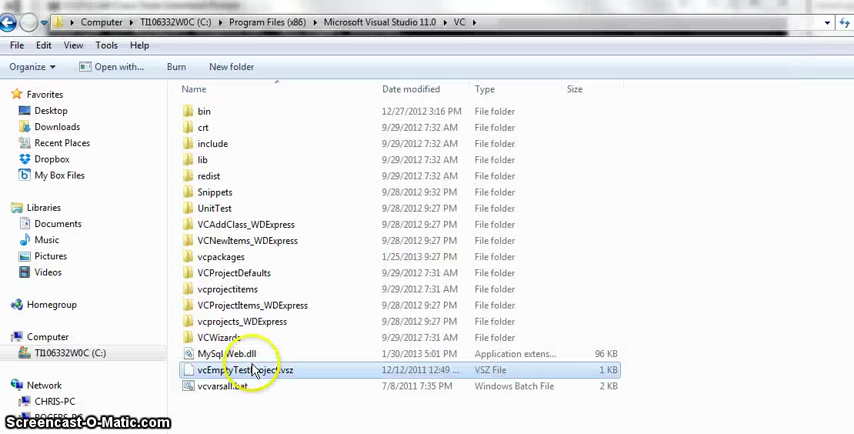 Computer ▸ TI106332W0C (C:) ▸ Program Files (x86) ▸ Microsoft Visual Studio 11.0 ▸ VC ▸
File Edit View Tools Help
Organize ▾ Open with... Burn New folder
Name Date modified Type Size
Favorites
Desktop
Downloads
Recent Places
Dropbox
My Box Files
Libraries
Documents
Music
Pictures
Videos
Homegroup
Computer
TI106332W0C (C:)
Network
CHRIS-PC
bin 12/27/2012 3:16 PM File folder
crt 9/29/2012 7:32 AM File folder
include 9/29/2012 7:32 AM File folder
lib 9/29/2012 7:32 AM File folder
redist 9/29/2012 7:32 AM File folder
Snippets 9/28/2012 9:32 PM File folder
UnitTest 9/28/2012 9:27 PM File folder
VCAddClass_WDExpress 9/28/2012 9:27 PM File folder
VCNewItems_WDExpress 9/28/2012 9:27 PM File folder
vcpackages 1/25/2013 9:27 PM File folder
VCProjectDefaults 9/29/2012 7:31 AM File folder
vcprojectitems 9/29/2012 7:31 AM File folder
VCProjectItems_WDExpress 9/28/2012 9:27 PM File folder
vcprojects_WDExpress 9/28/2012 9:27 PM File folder
VCWizards 9/29/2012 7:31 AM File folder
MySql.Web.dll 1/30/2013 5:01 PM Application exten... 96 KB
vcEmptyTestProject.vsz 12/12/2011 12:49 ... VSZ File 1 KB
vcvarsall.bat 7/8/2011 7:35 PM Windows Batch File 2 KB
Screencast-O-Matic.com